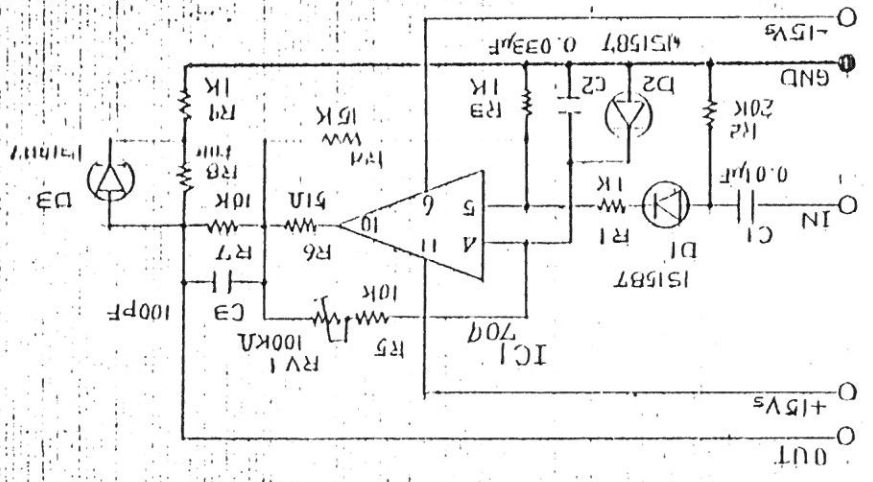 OUT
+15Vs
IC1
709
RV1
100KΩ
R5
10K
C3
100pF
1S1587
D1
C1
IN
0.01μF
R1
1K
4
5
11
6
10
R6
51Ω
R7
10K
D3
R8
R2
20K
R3
1K
15K
R9
1K
GND
D2
C2
1S1587
0.033μF
-15Vs